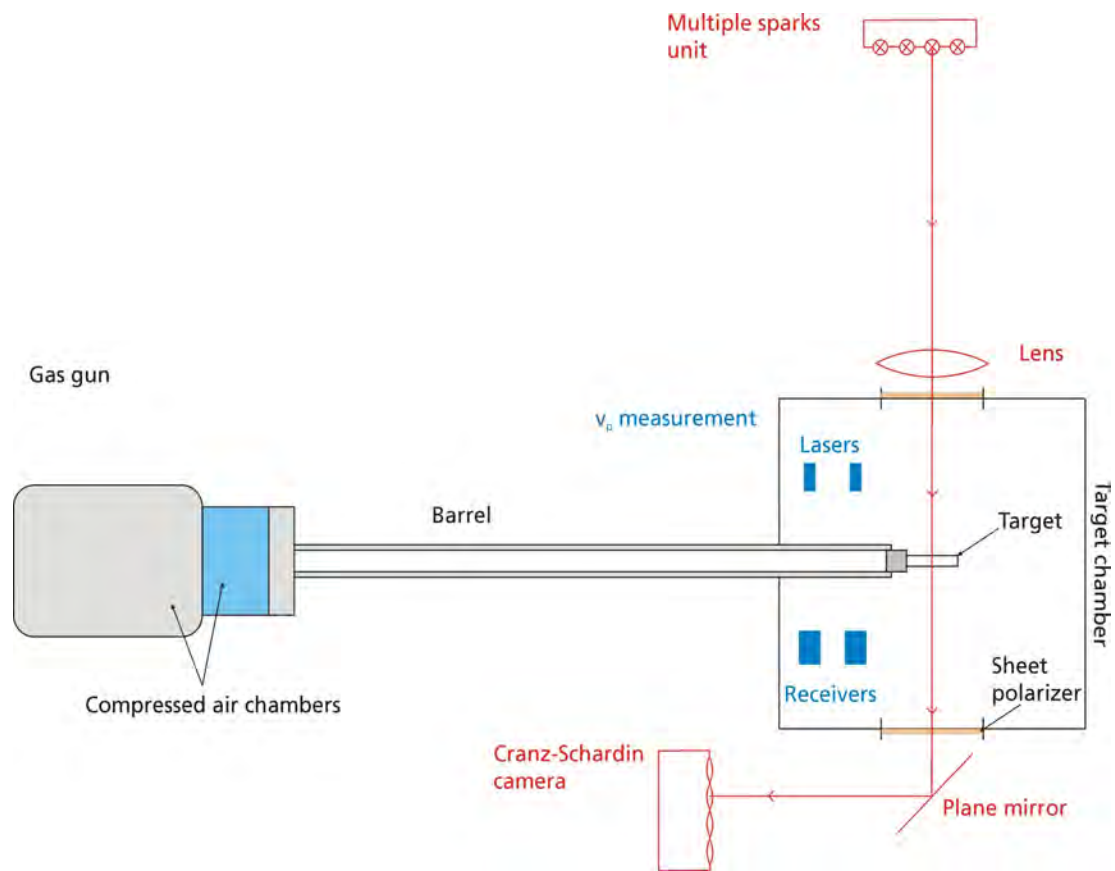 Multiple sparks
unit
Lens
Gas gun
vₚ measurement
Lasers
Barrel
Target
Target chamber
Compressed air chambers
Receivers
Sheet
polarizer
Cranz-Schardin
camera
Plane mirror